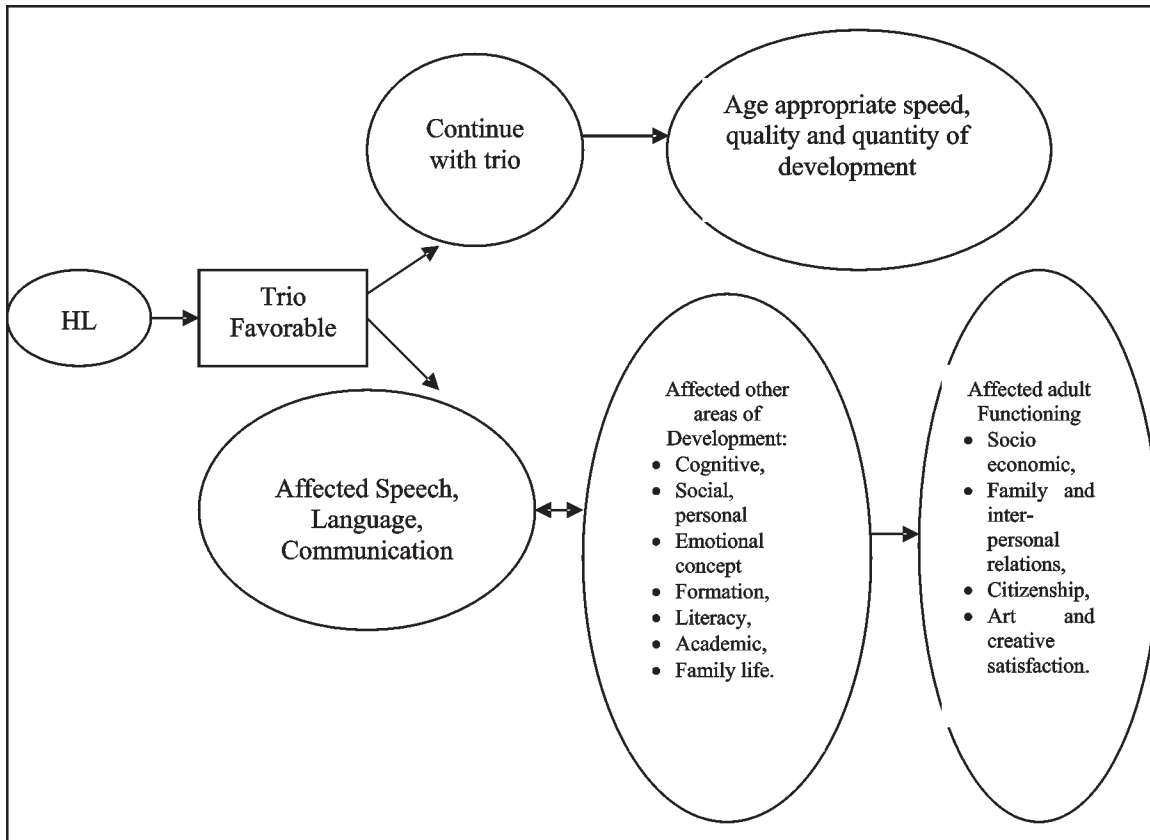 Continue
with trio
Age appropriate speed,
quality and quantity of
development
HL
Trio
Favorable
Affected Speech,
Language,
Communication
Affected other
areas of
Development:
• Cognitive,
• Social,
personal
• Emotional
concept
• Formation,
• Literacy,
• Academic,
• Family life.
Affected adult
Functioning
• Socio
economic,
• Family and
inter-
personal
relations,
• Citizenship,
• Art and
creative
satisfaction.